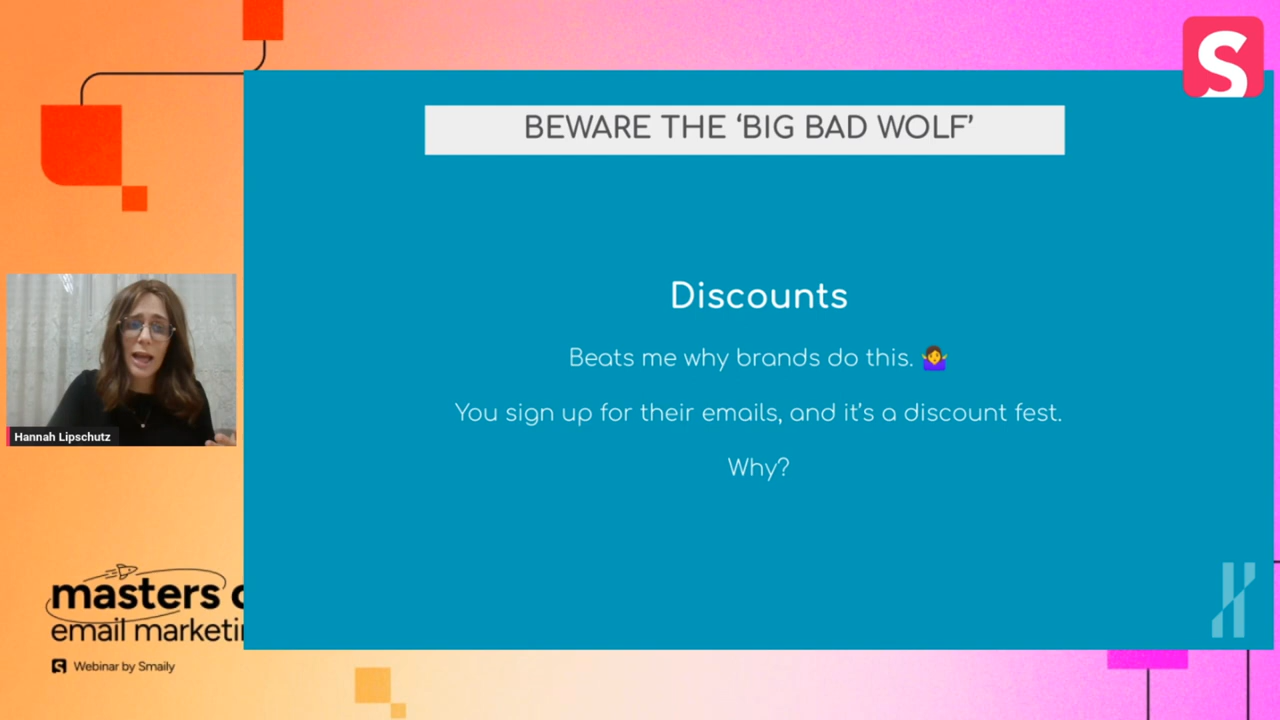 S
BEWARE THE ‘BIG BAD WOLF’
Discounts
Beats me why brands do this. 🤷‍♀️
You sign up for their emails, and it’s a discount fest.
Why?
Hannah Lipschutz
masters
email
S Webinar by Smaily